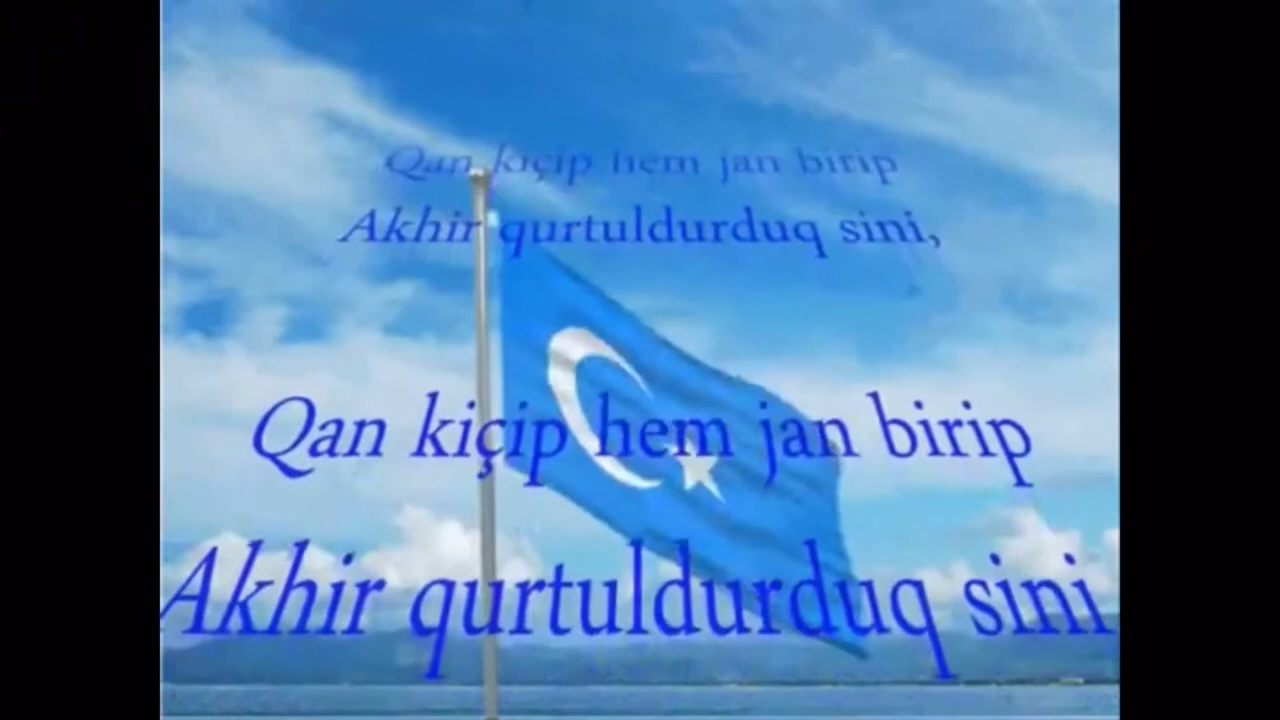 Qan kiçip hem jan birip
Akhir qurtuldurduq sini,
Qan kiçip hem jan birip
Akhir qurtuldurduq sini